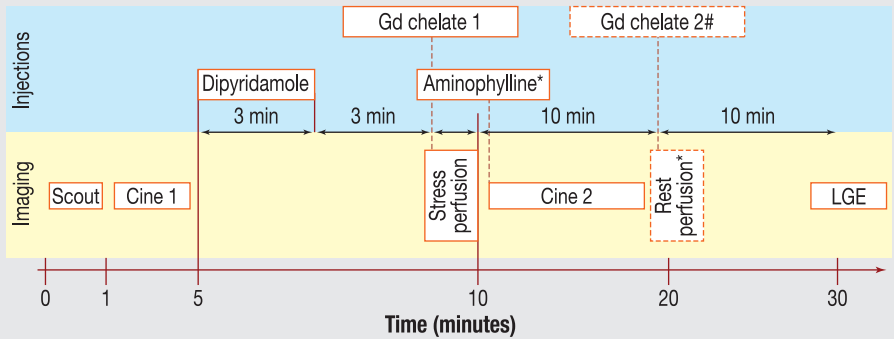 Injections
Gd chelate 1
Gd chelate 2#
Dipyridamole
Aminophylline*
3 min
3 min
10 min
10 min
Imaging
Scout
Cine 1
Stress
perfusion
Cine 2
Rest
perfusion*
LGE
0
1
5
10
20
30
Time (minutes)